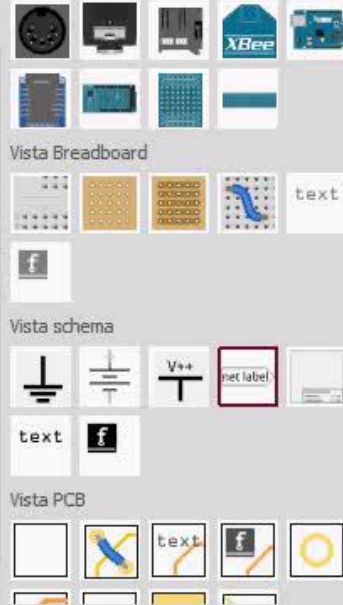 XBee
Vista Breadboard
text
f
Vista schema
V++
net label
text
f
Vista PCB
text
f